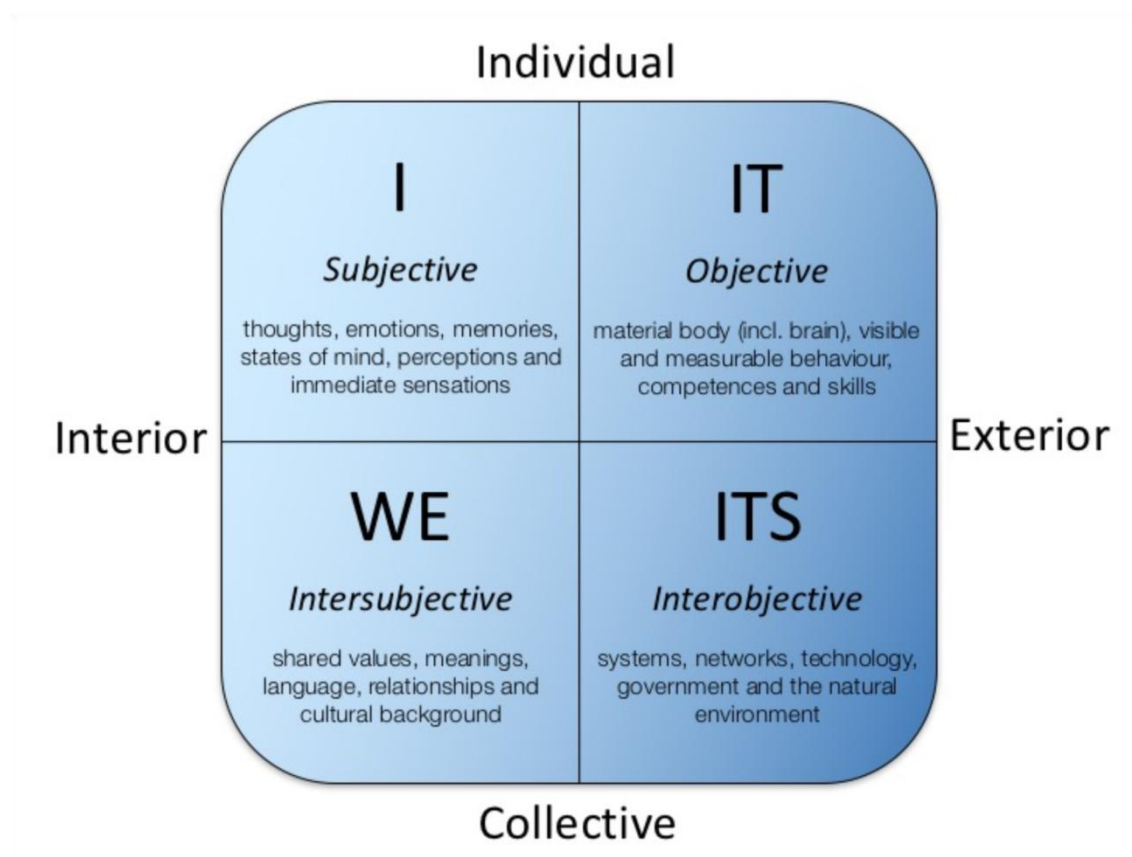 Individual
I
Subjective
thoughts, emotions, memories,
states of mind, perceptions and
immediate sensations
IT
Objective
material body (incl. brain), visible
and measurable behaviour,
competences and skills
Interior
Exterior
WE
Intersubjective
shared values, meanings,
language, relationships and
cultural background
ITS
Interobjective
systems, networks, technology,
government and the natural
environment
Collective